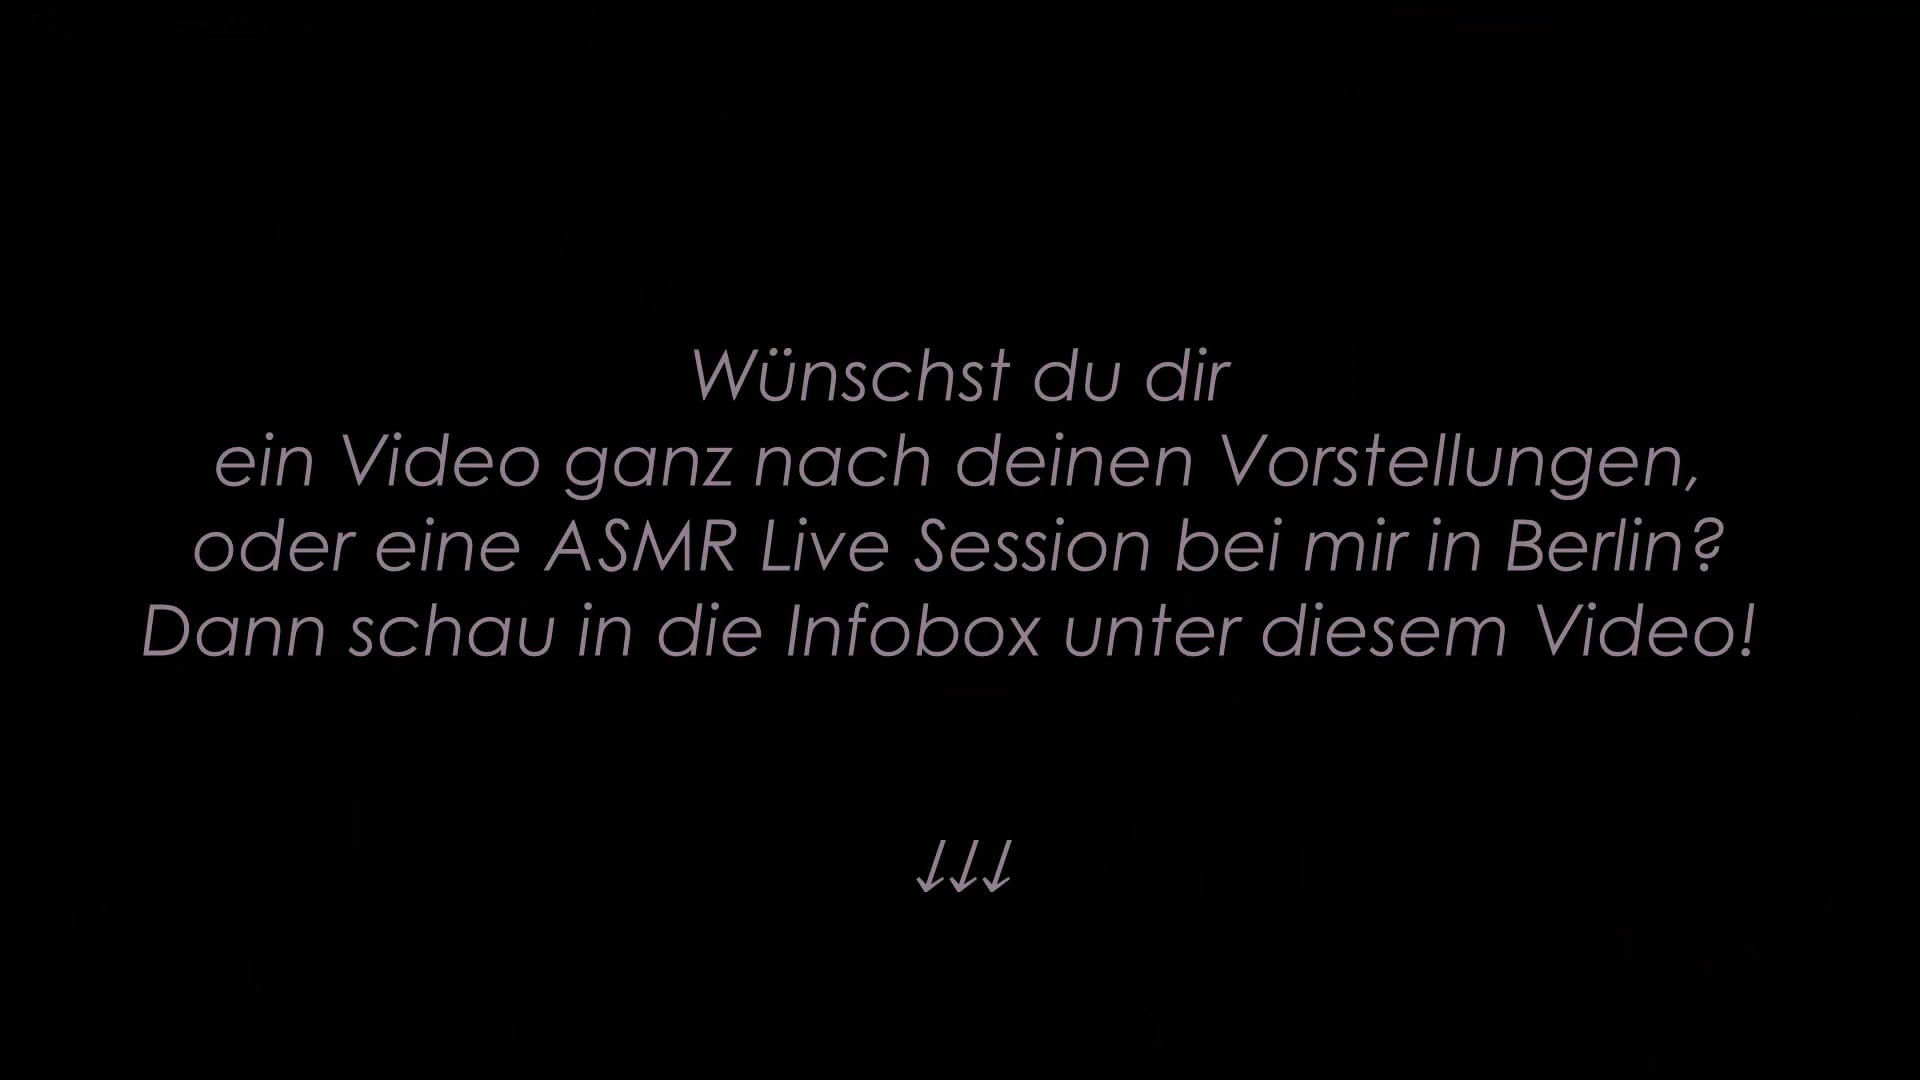 Wünschst du dir
ein Video ganz nach deinen Vorstellungen,
oder eine ASMR Live Session bei mir in Berlin?
Dann schau in die Infobox unter diesem Video!
↓↓↓